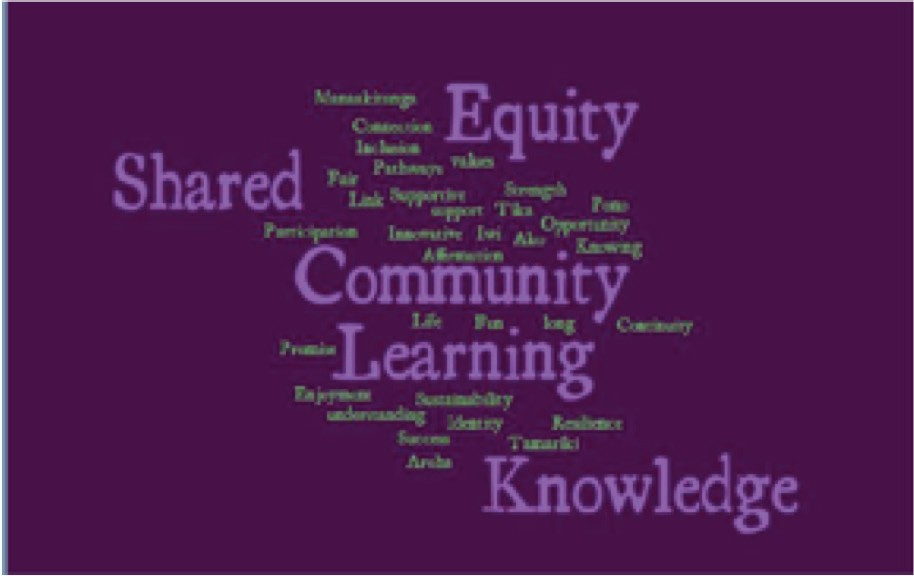 Manaakitanga
Equity
Connection
Inclusion
Shared
Pathways values
Fair
Link Supportive Strength
support Tika Pono
Participation Innovative Iwi Ako Opportunity
Knowing
Affirmation
Community
Life Fun long Continuity
Promise
Learning
Enjoyment Sustainability
understanding Identity Resilience
Success Tamariki
Aroha
Knowledge